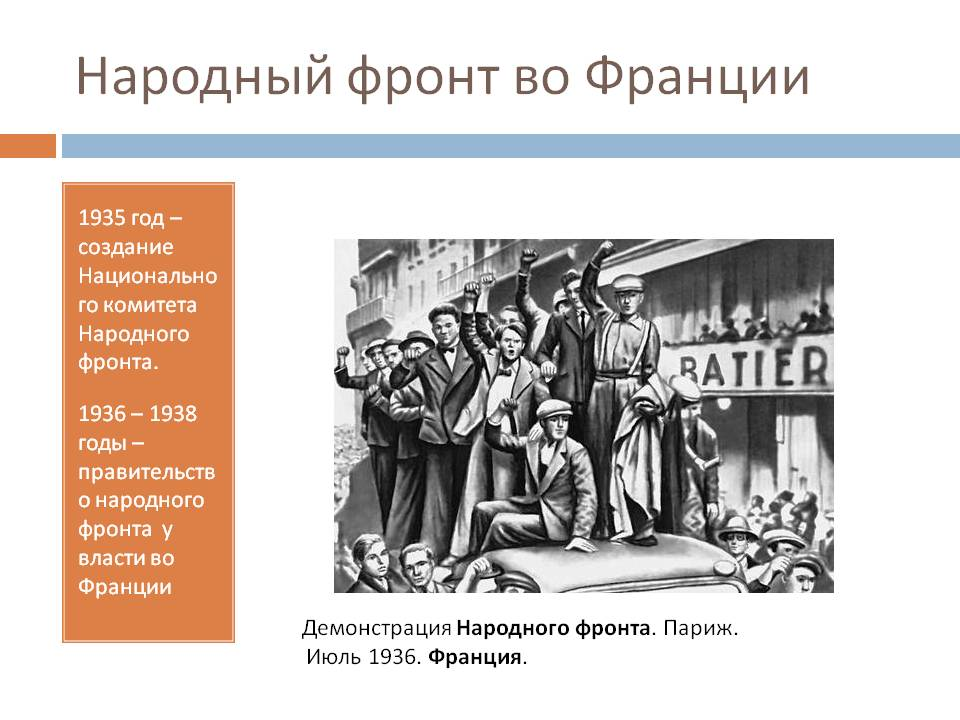 Народный фронт во Франции
1935 год –
создание
Национально
го комитета
Народного
фронта.
1936 – 1938
годы –
правительств
о народного
фронта у
власти во
Франции
BATIER
Демонстрация Народного фронта. Париж.
Июль 1936. Франция.